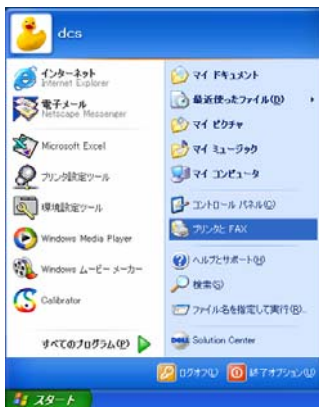 dcs
インターネット
Internet Explorer
電子メール
Netscape Messenger
Microsoft Excel
プリンタ設定ツール
環境設定ツール
Windows Media Player
Windows ムービー メーカー
Calibrator
すべてのプログラム(P)
マイ ドキュメント
最近使ったファイル(D)
マイ ピクチャ
マイ ミュージック
マイ コンピュータ
コントロール パネル(C)
プリンタと FAX
ヘルプとサポート(H)
検索(S)
ファイル名を指定して実行(R)...
DELL Solution Center
ログオフ(L)
終了オプション(U)
スタート